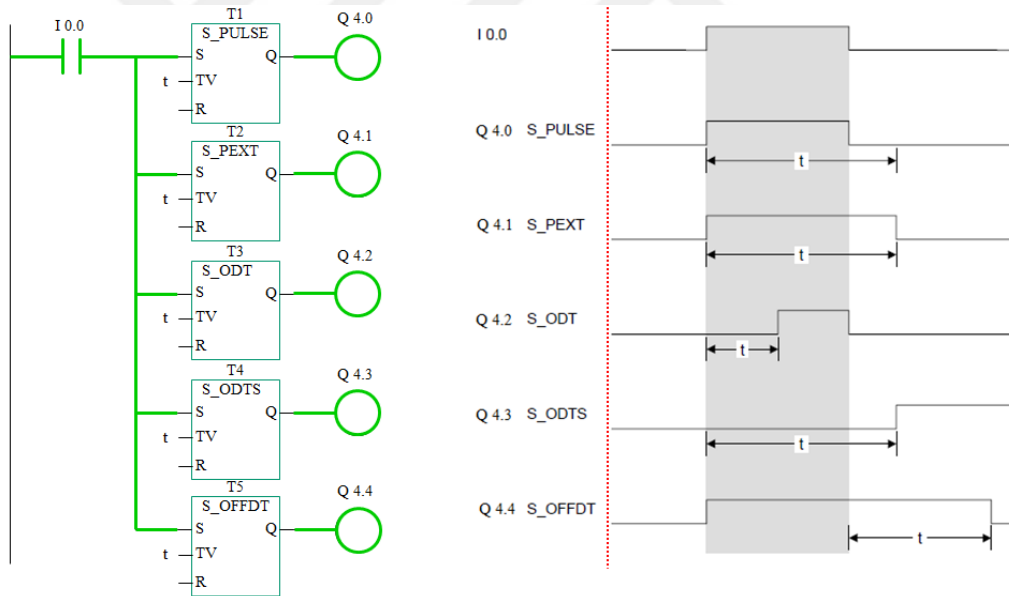 I 0.0
T1
S_PULSE
Q 4.0
S Q
t TV
R
T2
S_PEXT
Q 4.1
S Q
t TV
R
T3
S_ODT
Q 4.2
S Q
t TV
R
T4
S_ODTS
Q 4.3
S Q
t TV
R
T5
S_OFFDT
Q 4.4
S Q
t TV
R
I 0.0
Q 4.0 S_PULSE
t
Q 4.1 S_PEXT
t
Q 4.2 S_ODT
t
Q 4.3 S_ODTS
t
Q 4.4 S_OFFDT
t